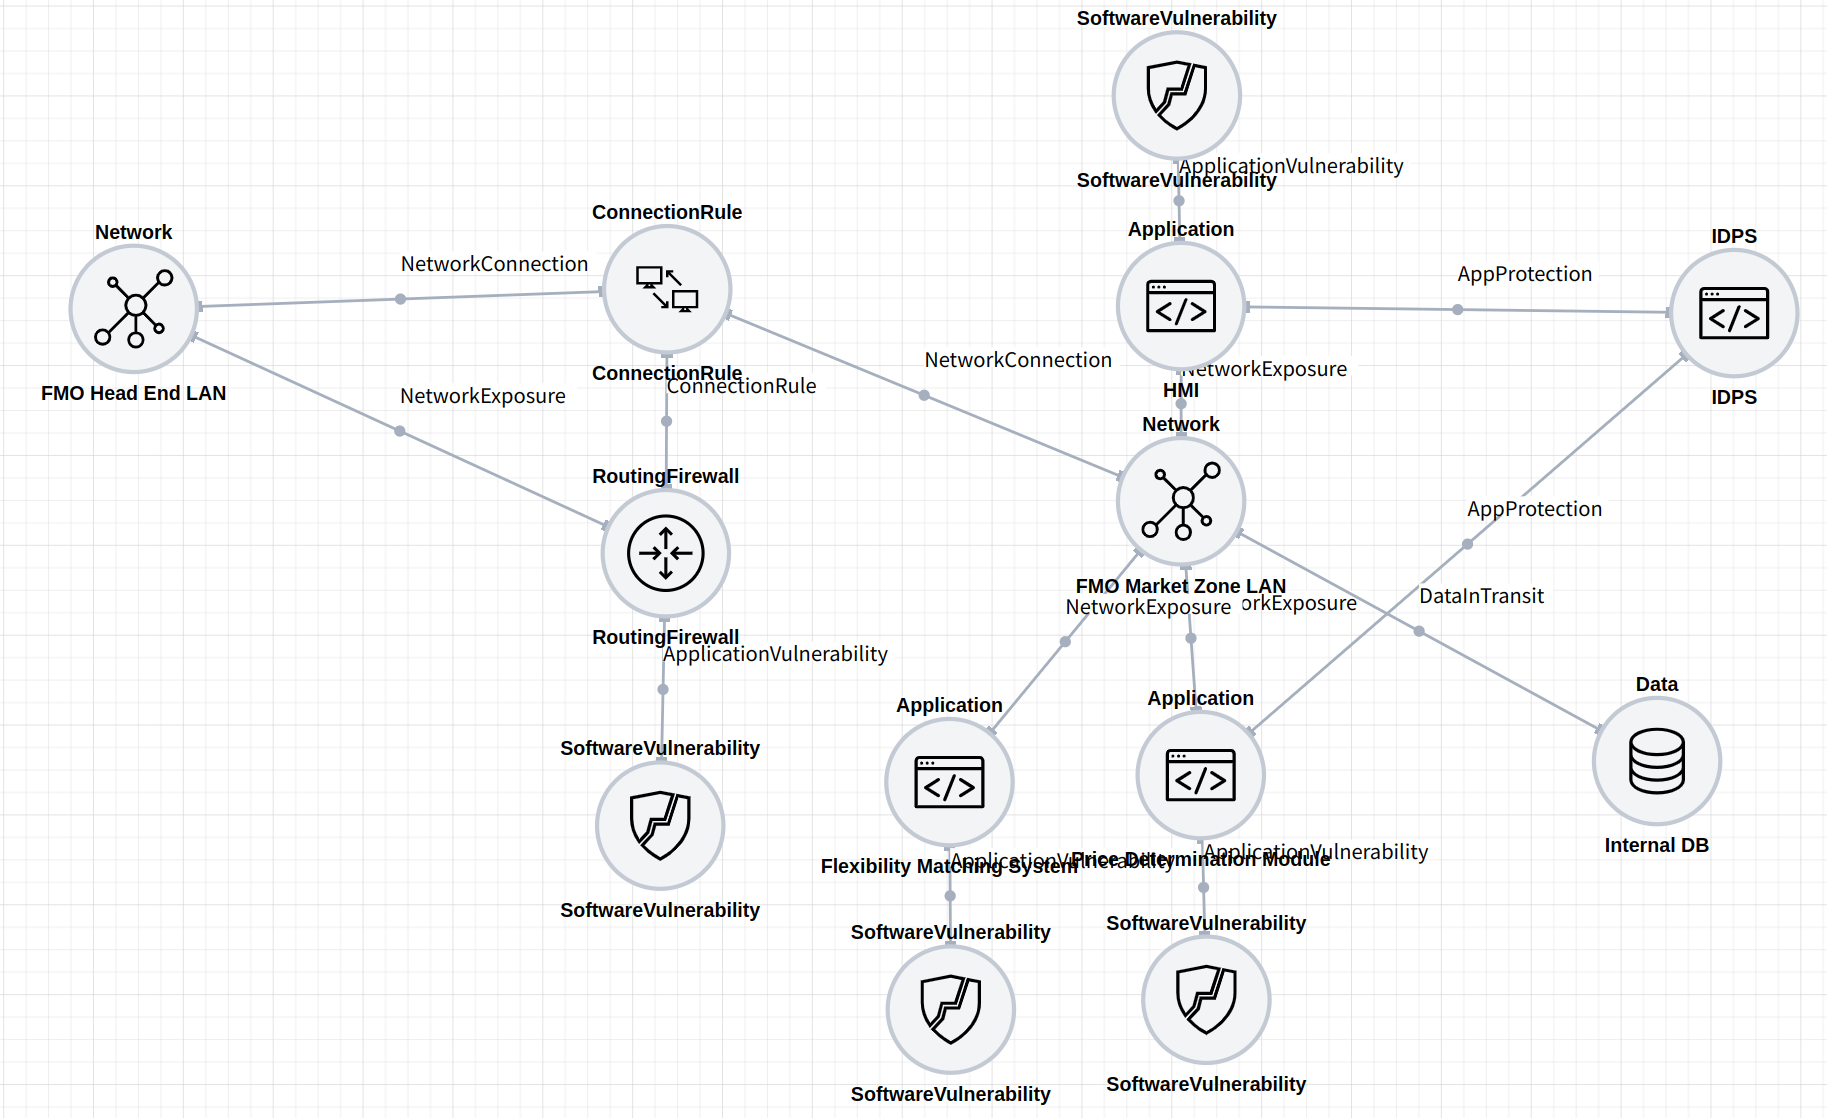 SoftwareVulnerability
ApplicationVulnerability
SoftwareVulnerability
ConnectionRule
Application
Network
IDPS
NetworkConnection
AppProtection
NetworkConnection
NetworkExposure
ConnectionRule
ConnectionRule
HMI
FMO Head End LAN
NetworkExposure
IDPS
Network
RoutingFirewall
AppProtection
FMO Market Zone LAN
DataInTransit
NetworkExposure
orkExposure
RoutingFirewall
ApplicationVulnerability
Data
Application
Application
SoftwareVulnerability
Internal DB
ApplicationVulnerability
Price Determination Module
ApplicationVulnerability
Flexibility Matching System
SoftwareVulnerability
SoftwareVulnerability
SoftwareVulnerability
SoftwareVulnerability
SoftwareVulnerability